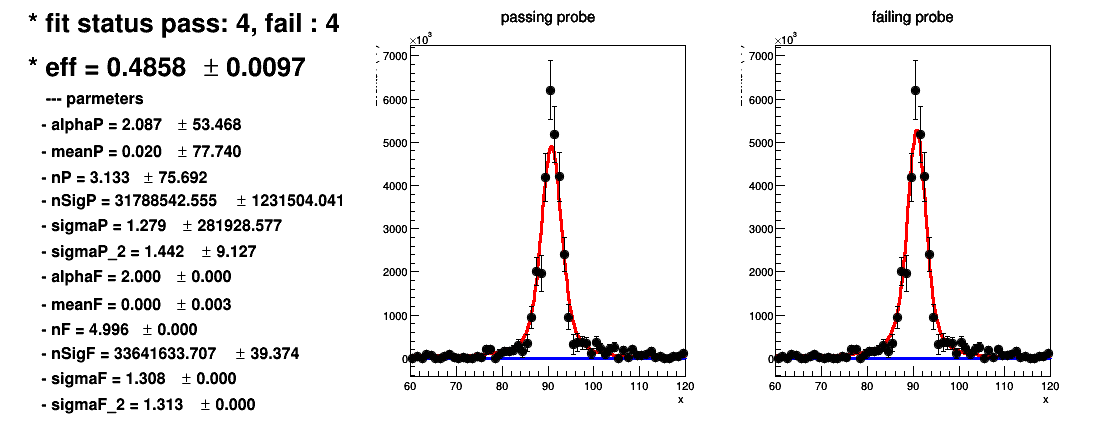 * fit status pass: 4, fail : 4
* eff = 0.4858 ± 0.0097
--- parmeters
- alphaP = 2.087 ± 53.468
- meanP = 0.020 ± 77.740
- nP = 3.133 ± 75.692
- nSigP = 31788542.555 ± 1231504.041
- sigmaP = 1.279 ± 281928.577
- sigmaP_2 = 1.442 ± 9.127
- alphaF = 2.000 ± 0.000
- meanF = 0.000 ± 0.003
- nF = 4.996 ± 0.000
- nSigF = 33641633.707 ± 39.374
- sigmaF = 1.308 ± 0.000
- sigmaF_2 = 1.313 ± 0.000
passing probe
×10³
7000
6000
5000
4000
3000
2000
1000
0
60 70 80 90 100 110 120
x
failing probe
×10³
7000
6000
5000
4000
3000
2000
1000
0
60 70 80 90 100 110 120
x